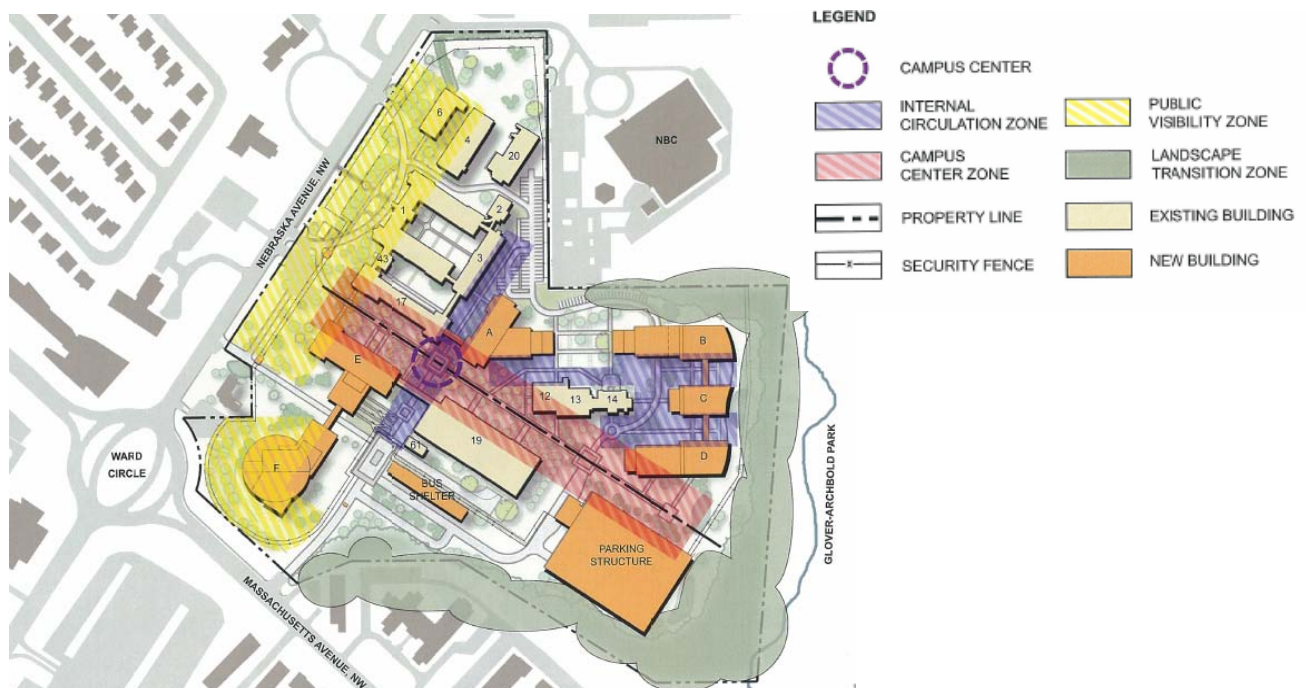 LEGEND
CAMPUS CENTER
INTERNAL
CIRCULATION ZONE
PUBLIC
VISIBILITY ZONE
CAMPUS
CENTER ZONE
LANDSCAPE
TRANSITION ZONE
PROPERTY LINE
EXISTING BUILDING
SECURITY FENCE
NEW BUILDING
NEBRASKA AVENUE, NW
6
4
20
NBC
1
2
3
43
17
A
B
E
12
13
14
C
19
D
61
F
WARD
CIRCLE
BUS
SHELTER
PARKING
STRUCTURE
GLOVER-ARCHBOLD PARK
MASSACHUSETTS AVENUE, NW